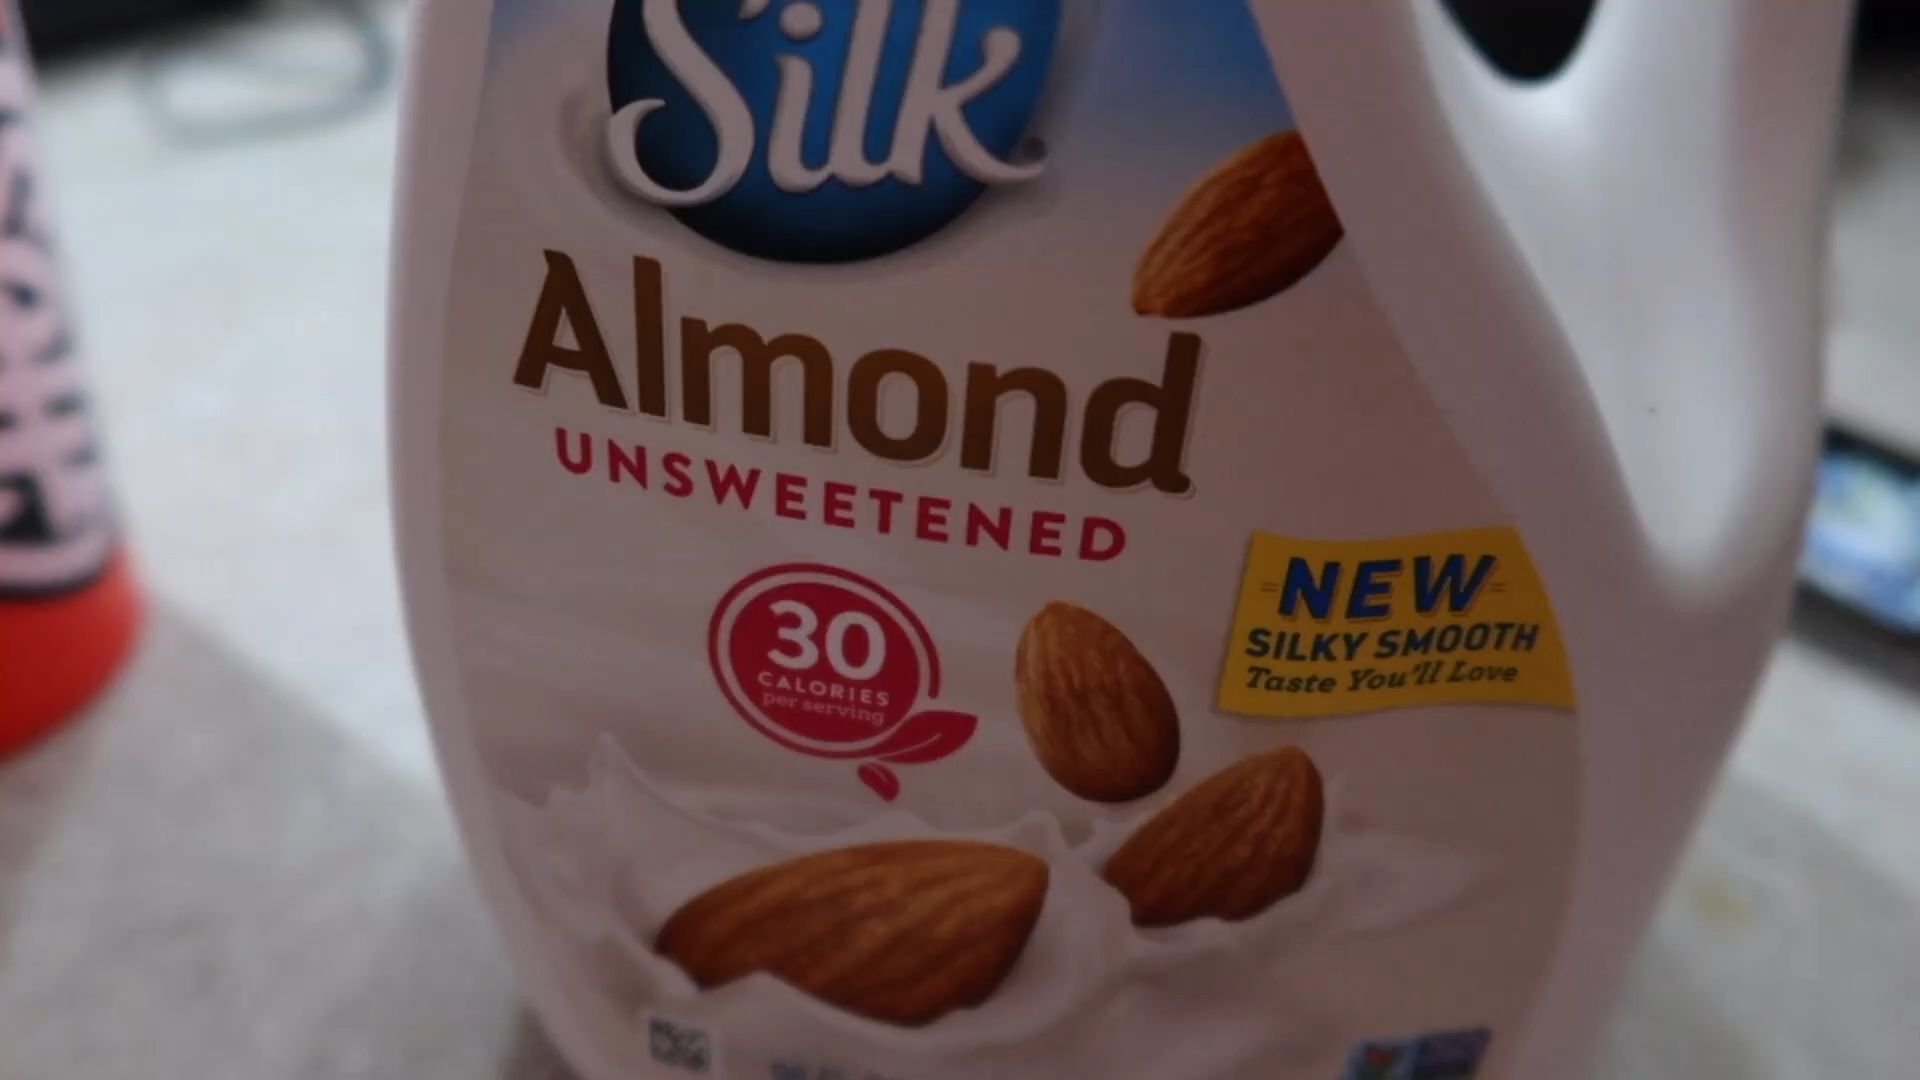 Silk
Almond
UNSWEETENED
30
CALORIES
per serving
NEW
SILKY SMOOTH
Taste You'll Love